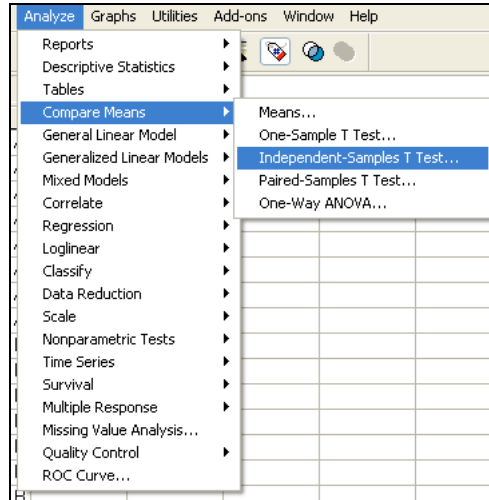 Analyze Graphs Utilities Add-ons Window Help
Reports
Descriptive Statistics
Tables
Compare Means
General Linear Model
Generalized Linear Models
Mixed Models
Correlate
Regression
Loglinear
Classify
Data Reduction
Scale
Nonparametric Tests
Time Series
Survival
Multiple Response
Missing Value Analysis...
Quality Control
ROC Curve...
Means...
One-Sample T Test...
Independent-Samples T Test...
Paired-Samples T Test...
One-Way ANOVA...